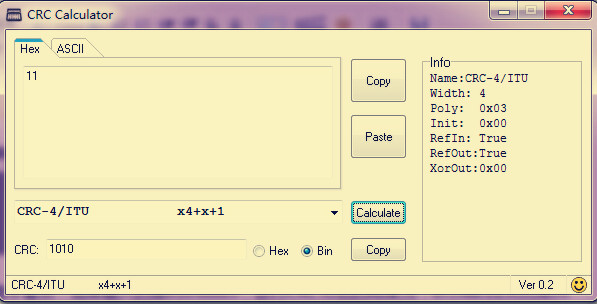 CRC Calculator
Hex ASCII
11
Copy
Paste
Info
Name:CRC-4/ITU
Width: 4
Poly: 0x03
Init: 0x00
RefIn: True
RefOut:True
XorOut:0x00
CRC-4/ITU x4+x+1
Calculate
CRC: 1010 Hex Bin Copy
CRC-4/ITU x4+x+1 Ver 0.2